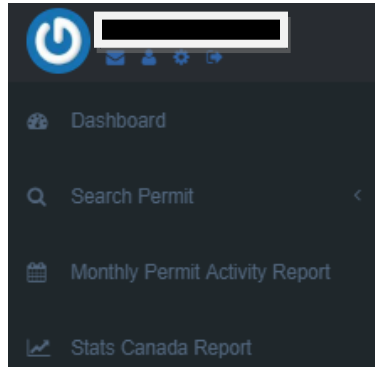 Dashboard
Search Permit
Monthly Permit Activity Report
Stats Canada Report